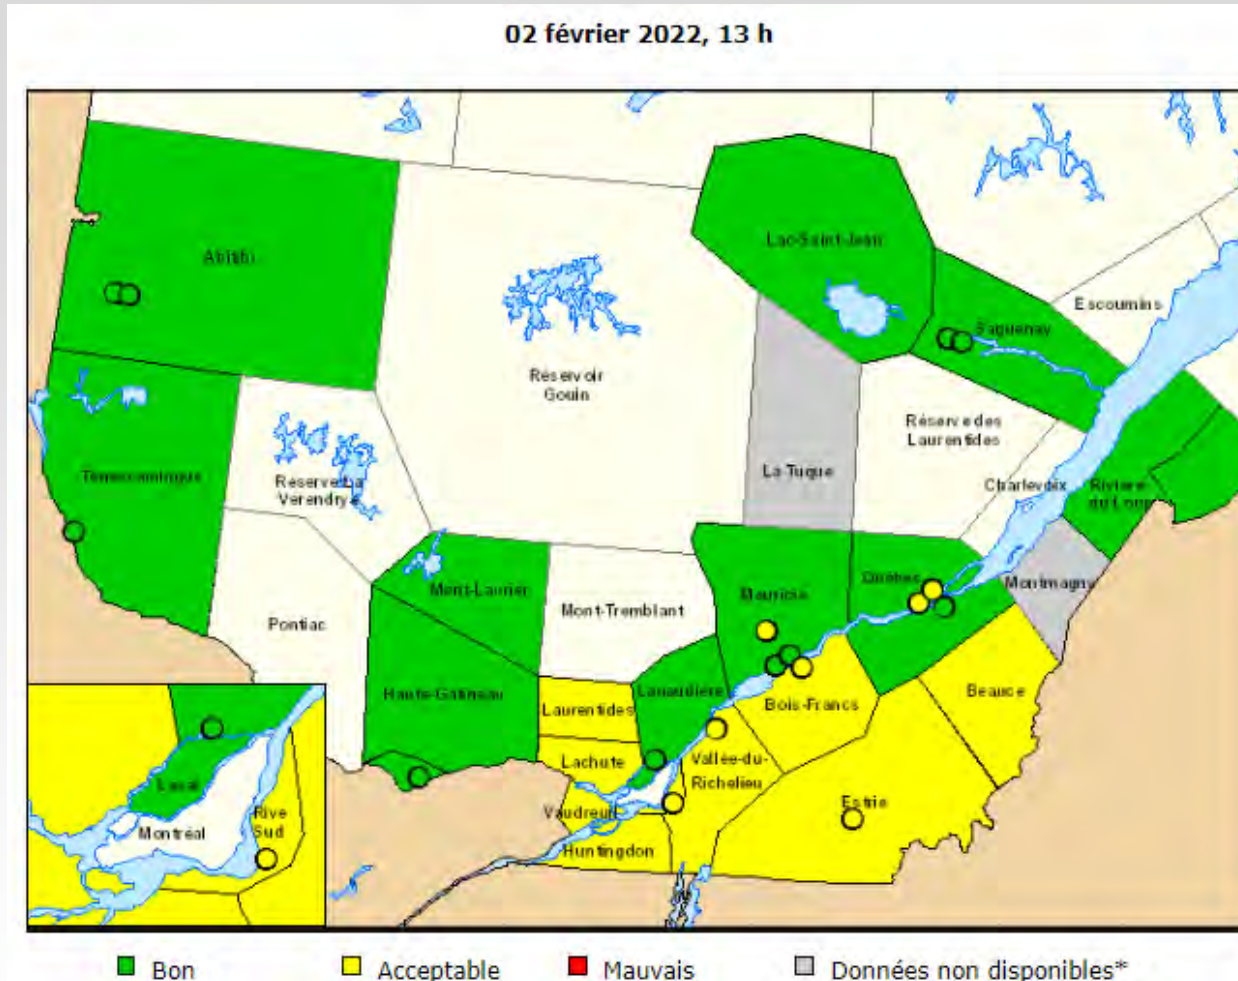 02 février 2022, 13 h
Abitibi
Lac-Saint-Jean
Escoumins
Saguenay
Réservoir
Gouin
Réserve des
Laurentides
Témiscamingue
Réserve La
Verendrye
La Tuque
Charlevoix
Rivière
du Loup
Québec
Montmagny
Mont-Laurier
Mauricie
Mont-Tremblant
Pontiac
Haute-Gatineau
Lanaudière
Beauce
Laurentides
Bois-Francs
Lachute
Vallée-du-
Richelieu
Laval
Estrie
Rive
Sud
Vaudreuil
Montréal
Huntingdon
Bon
Acceptable
Mauvais
Données non disponibles*